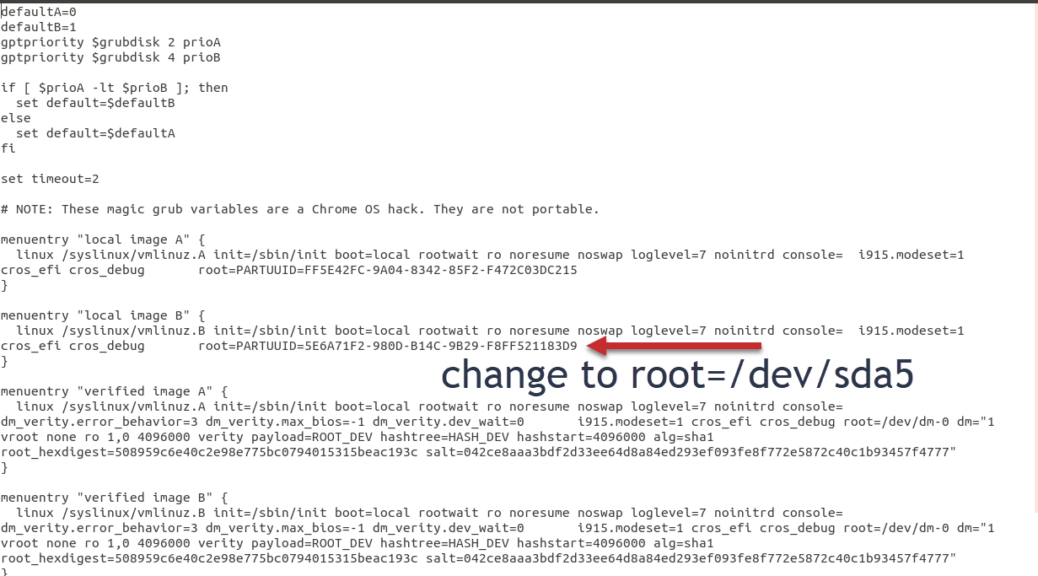 defaultA=0
defaultB=1
gptpriority $grubdisk 2 prioA
gptpriority $grubdisk 4 prioB
if [ $prioA -lt $prioB ]; then
set default=$defaultB
else
set default=$defaultA
fi
set timeout=2
# NOTE: These magic grub variables are a Chrome OS hack. They are not portable.
menuentry "local image A" {
linux /syslinux/vmlinuz.A init=/sbin/init boot=local rootwait ro noresume noswap loglevel=7 noinitrd console=  i915.modeset=1
cros_efi cros_debug       root=PARTUUID=FF5E42FC-9A04-8342-85F2-F472C03DC215
}
menuentry "local image B" {
linux /syslinux/vmlinuz.B init=/sbin/init boot=local rootwait ro noresume noswap loglevel=7 noinitrd console=  i915.modeset=1
cros_efi cros_debug       root=PARTUUID=5E6A71F2-980D-B14C-9B29-F8FF521183D9
}
change to root=/dev/sda5
menuentry "verified image A" {
linux /syslinux/vmlinuz.A init=/sbin/init boot=local rootwait ro noresume noswap loglevel=7 noinitrd console=
dm_verity.error_behavior=3 dm_verity.max_bios=-1 dm_verity.dev_wait=0       i915.modeset=1 cros_efi cros_debug root=/dev/dm-0 dm="1
vroot none ro 1,0 4096000 verity payload=ROOT_DEV hashtree=HASH_DEV hashstart=4096000 alg=sha1
root_hexdigest=508959c6e40c2e98e775bc0794015315beac193c salt=042ce8aaa3bdf2d33ee64d8a84ed293ef093fe8f772e5872c40c1b93457f4777"
}
menuentry "verified image B" {
linux /syslinux/vmlinuz.B init=/sbin/init boot=local rootwait ro noresume noswap loglevel=7 noinitrd console=
dm_verity.error_behavior=3 dm_verity.max_bios=-1 dm_verity.dev_wait=0       i915.modeset=1 cros_efi cros_debug root=/dev/dm-0 dm="1
vroot none ro 1,0 4096000 verity payload=ROOT_DEV hashtree=HASH_DEV hashstart=4096000 alg=sha1
root_hexdigest=508959c6e40c2e98e775bc0794015315beac193c salt=042ce8aaa3bdf2d33ee64d8a84ed293ef093fe8f772e5872c40c1b93457f4777"
}